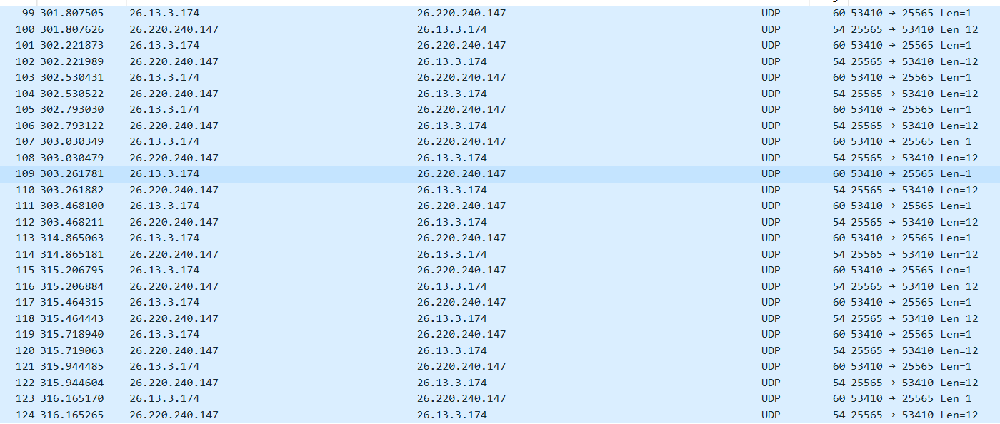 99 301.807505 26.13.3.174 26.220.240.147 UDP 60 53410 → 25565 Len=1
100 301.807626 26.220.240.147 26.13.3.174 UDP 54 25565 → 53410 Len=12
101 302.221873 26.13.3.174 26.220.240.147 UDP 60 53410 → 25565 Len=1
102 302.221989 26.220.240.147 26.13.3.174 UDP 54 25565 → 53410 Len=12
103 302.530431 26.13.3.174 26.220.240.147 UDP 60 53410 → 25565 Len=1
104 302.530522 26.220.240.147 26.13.3.174 UDP 54 25565 → 53410 Len=12
105 302.793030 26.13.3.174 26.220.240.147 UDP 60 53410 → 25565 Len=1
106 302.793122 26.220.240.147 26.13.3.174 UDP 54 25565 → 53410 Len=12
107 303.030349 26.13.3.174 26.220.240.147 UDP 60 53410 → 25565 Len=1
108 303.030479 26.220.240.147 26.13.3.174 UDP 54 25565 → 53410 Len=12
109 303.261781 26.13.3.174 26.220.240.147 UDP 60 53410 → 25565 Len=1
110 303.261882 26.220.240.147 26.13.3.174 UDP 54 25565 → 53410 Len=12
111 303.468100 26.13.3.174 26.220.240.147 UDP 60 53410 → 25565 Len=1
112 303.468211 26.220.240.147 26.13.3.174 UDP 54 25565 → 53410 Len=12
113 314.865063 26.13.3.174 26.220.240.147 UDP 60 53410 → 25565 Len=1
114 314.865181 26.220.240.147 26.13.3.174 UDP 54 25565 → 53410 Len=12
115 315.206795 26.13.3.174 26.220.240.147 UDP 60 53410 → 25565 Len=1
116 315.206884 26.220.240.147 26.13.3.174 UDP 54 25565 → 53410 Len=12
117 315.464315 26.13.3.174 26.220.240.147 UDP 60 53410 → 25565 Len=1
118 315.464443 26.220.240.147 26.13.3.174 UDP 54 25565 → 53410 Len=12
119 315.718940 26.13.3.174 26.220.240.147 UDP 60 53410 → 25565 Len=1
120 315.719063 26.220.240.147 26.13.3.174 UDP 54 25565 → 53410 Len=12
121 315.944485 26.13.3.174 26.220.240.147 UDP 60 53410 → 25565 Len=1
122 315.944604 26.220.240.147 26.13.3.174 UDP 54 25565 → 53410 Len=12
123 316.165170 26.13.3.174 26.220.240.147 UDP 60 53410 → 25565 Len=1
124 316.165265 26.220.240.147 26.13.3.174 UDP 54 25565 → 53410 Len=12